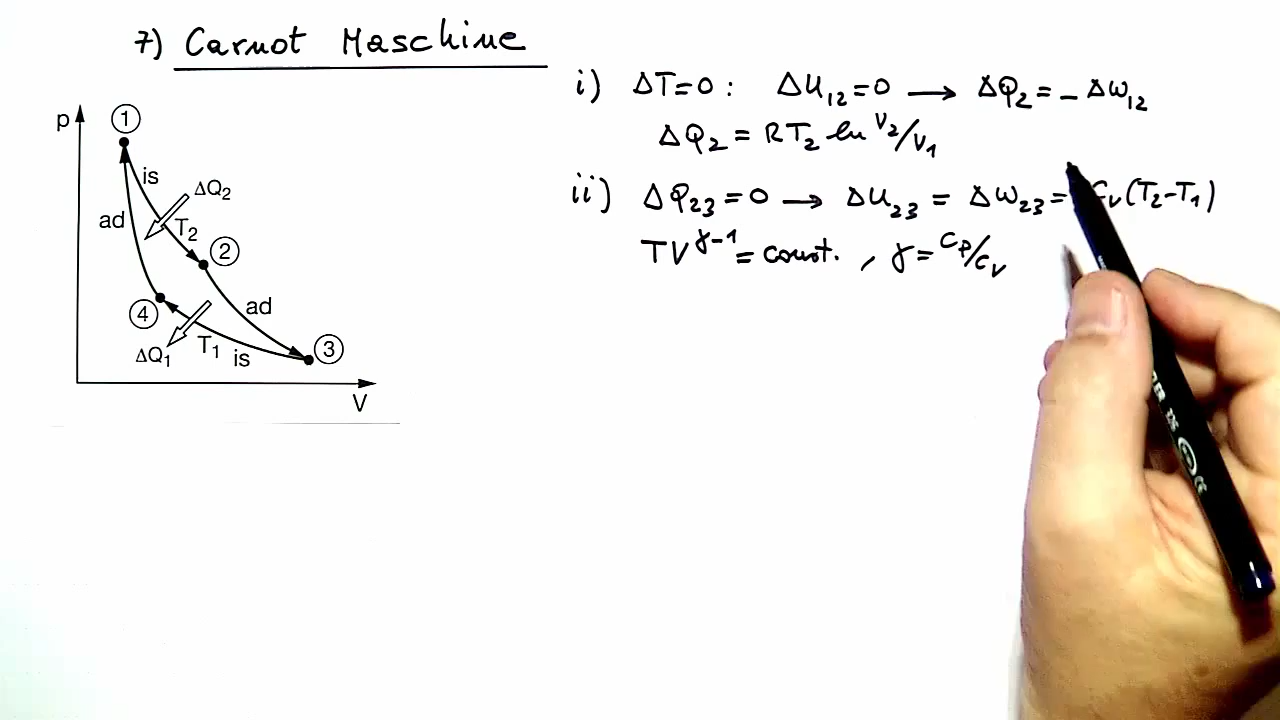 7) Carnot Maschine
i) ΔT=0 : ΔU₁₂=0 → ΔQ₂= - ΔW₁₂
ΔQ₂ = RT₂ ln V₂/V₁
ii) ΔQ₂₃=0 → ΔU₂₃ = ΔW₂₃= Cᵥ(T₂-T₁)
TV^γ-1 = const. , γ= Cₚ/Cᵥ
p
1
is
ΔQ₂
ad
T₂
2
4
ad
ΔQ₁
T₁
is
3
V